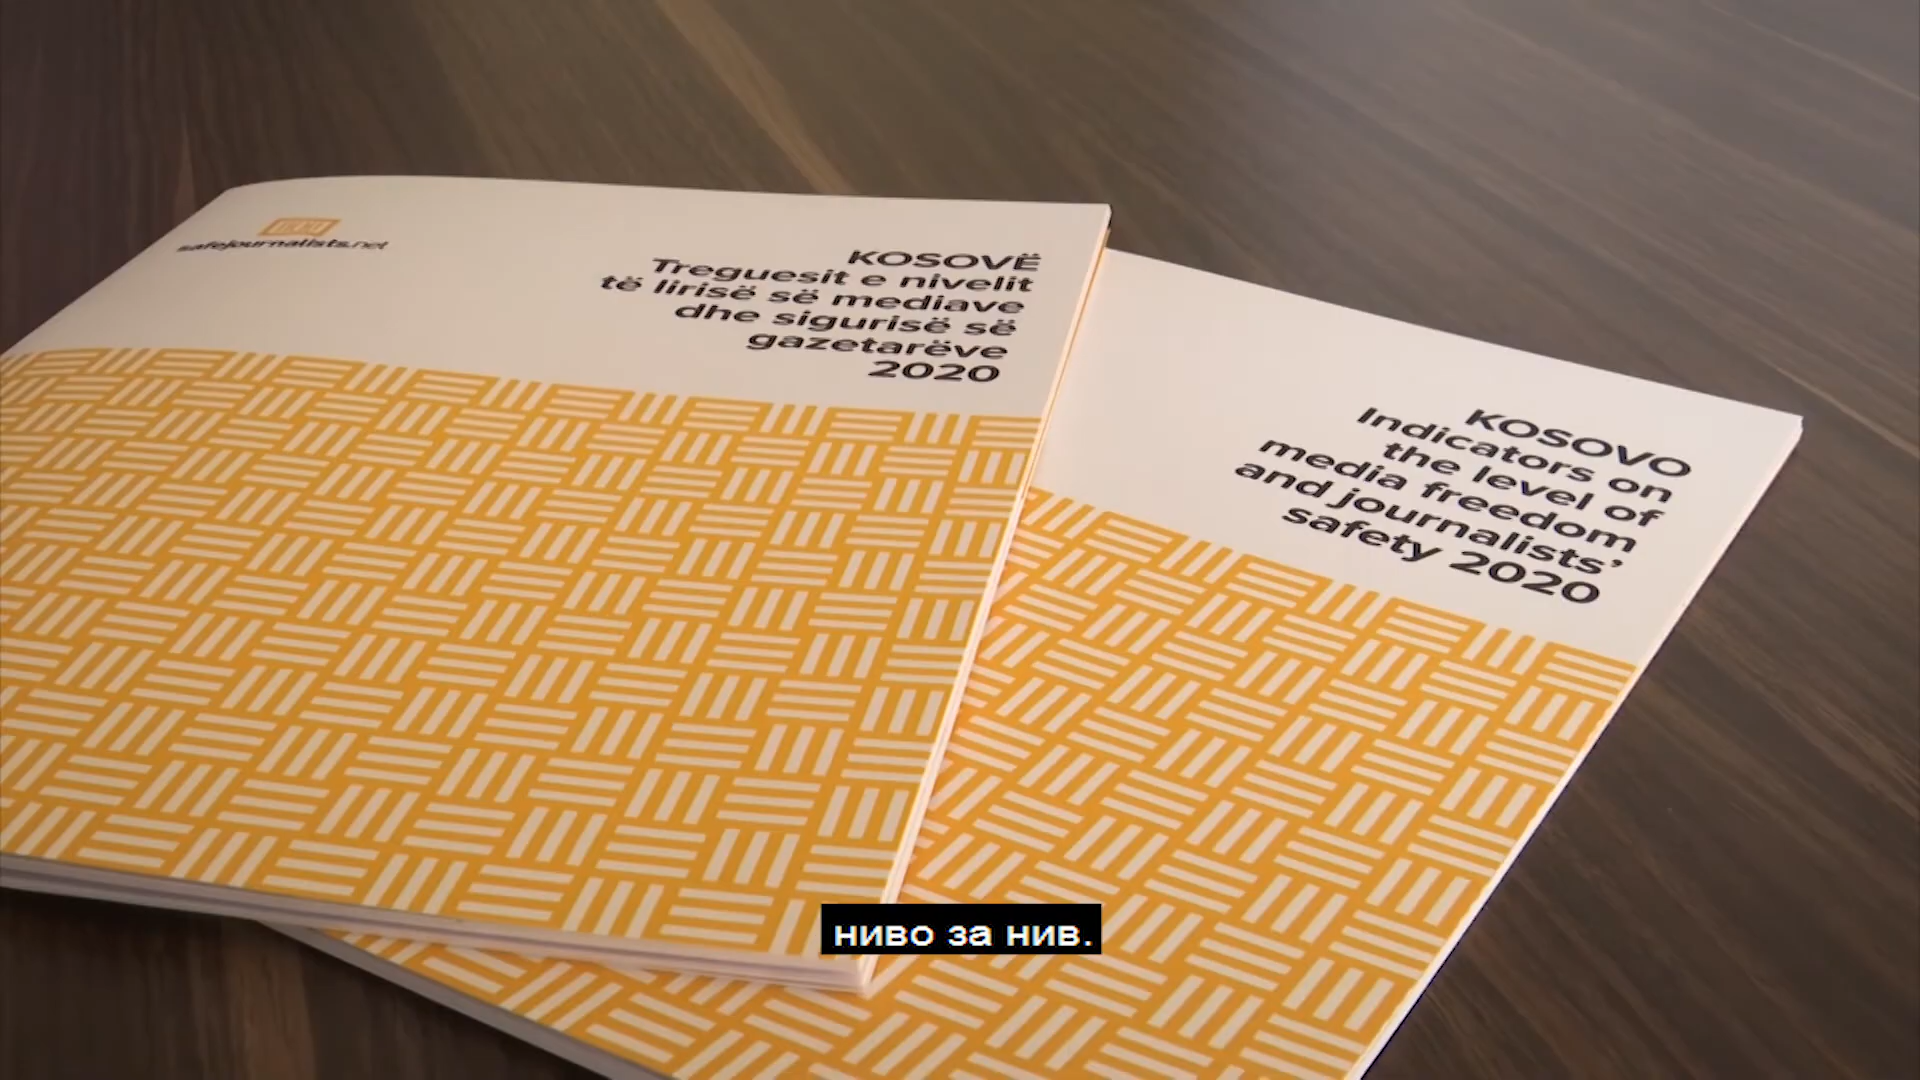 safejournalists.net
KOSOVË
Treguesit e nivelit
të lirisë së mediave
dhe sigurisë së
gazetarëve
2020
KOSOVO
Indicators on
the level of
media freedom
and journalists’
safety 2020
ниво за нив.